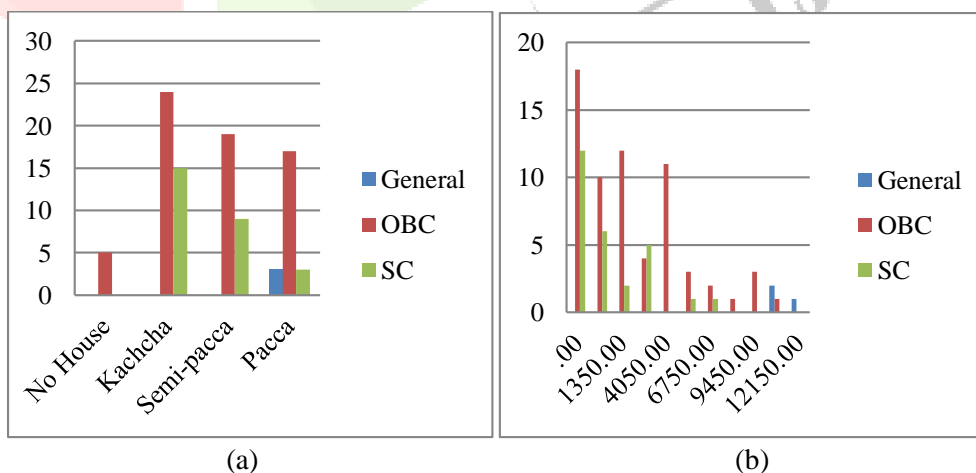 30
25
20
15
10
5
0
No House
Kachcha
Semi-pacca
Pacca
General
OBC
SC
(a)
20
15
10
5
0
.00
1350.00
4050.00
6750.00
9450.00
12150.00
General
OBC
SC
(b)